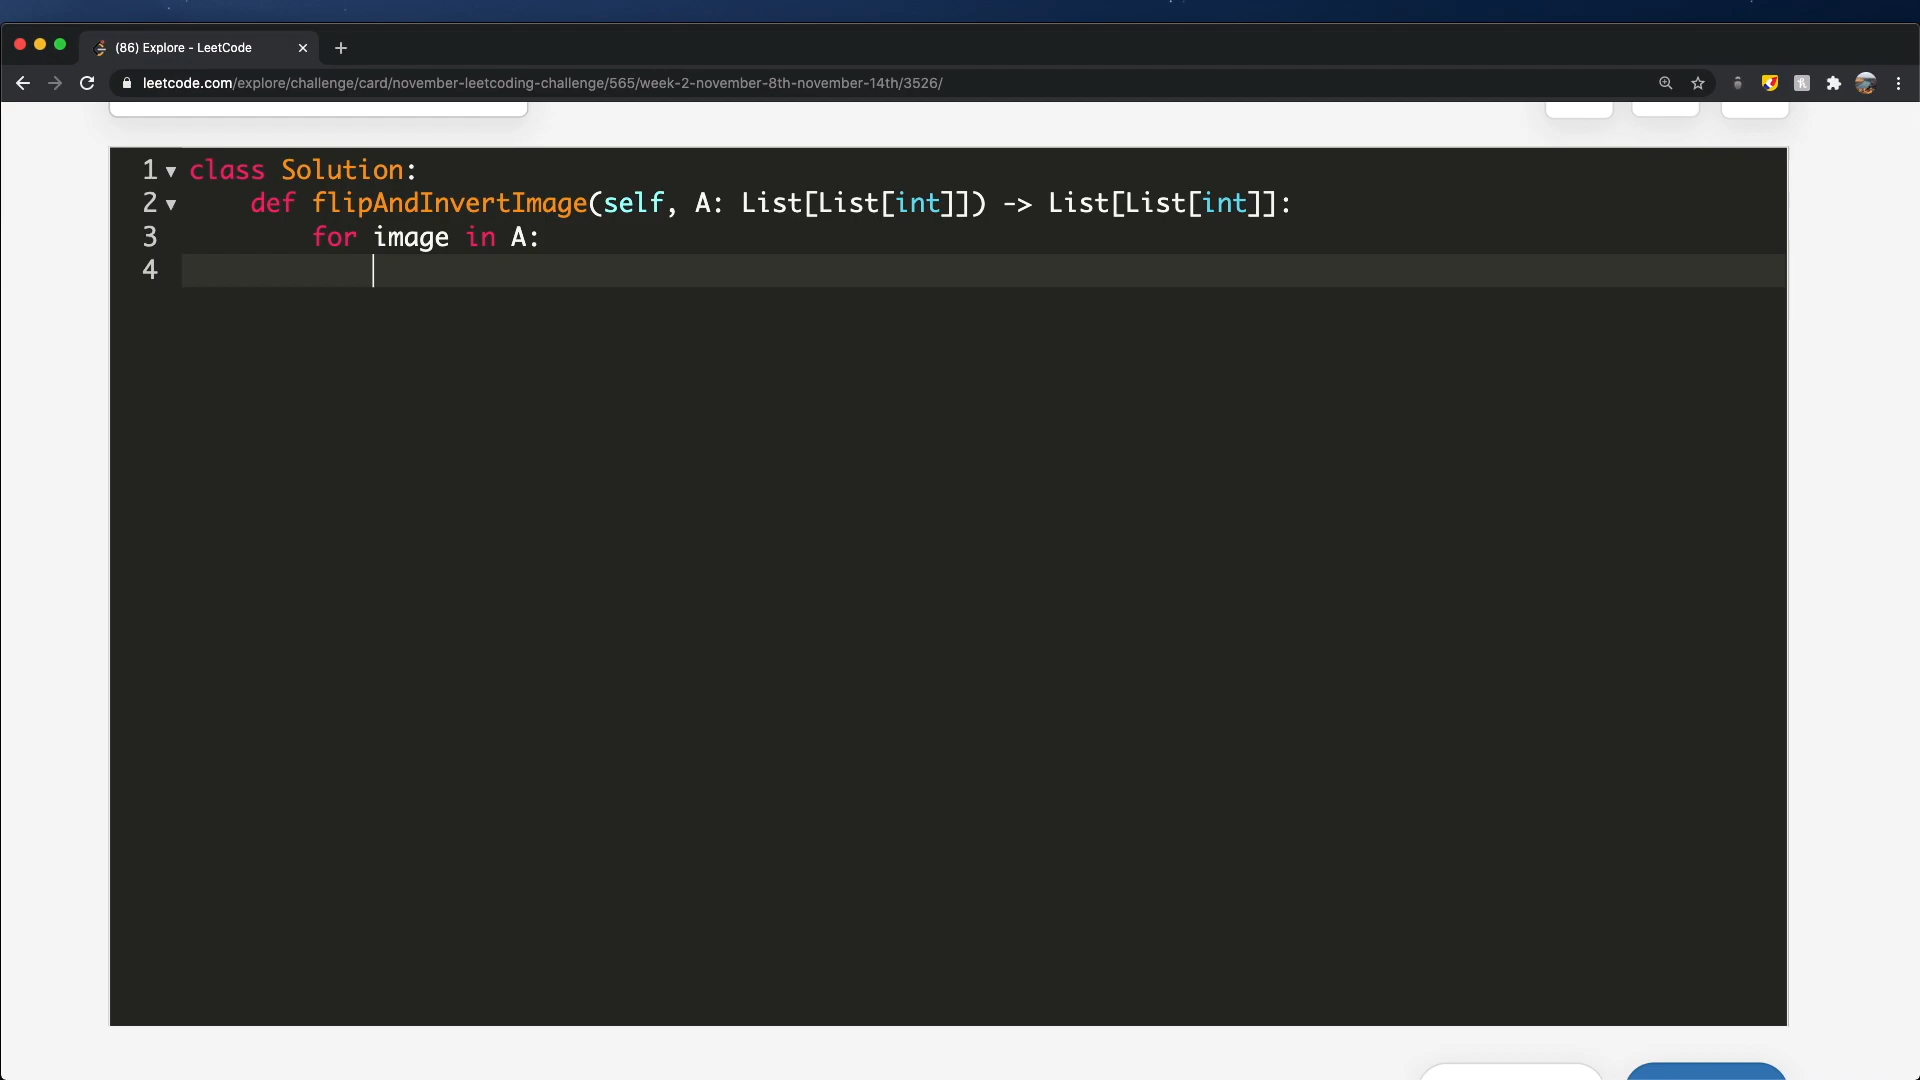 (86) Explore - LeetCode
leetcode.com/explore/challenge/card/november-leetcoding-challenge/565/week-2-november-8th-november-14th/3526/
1 class Solution:
2 def flipAndInvertImage(self, A: List[List[int]]) -> List[List[int]]:
3 for image in A:
4